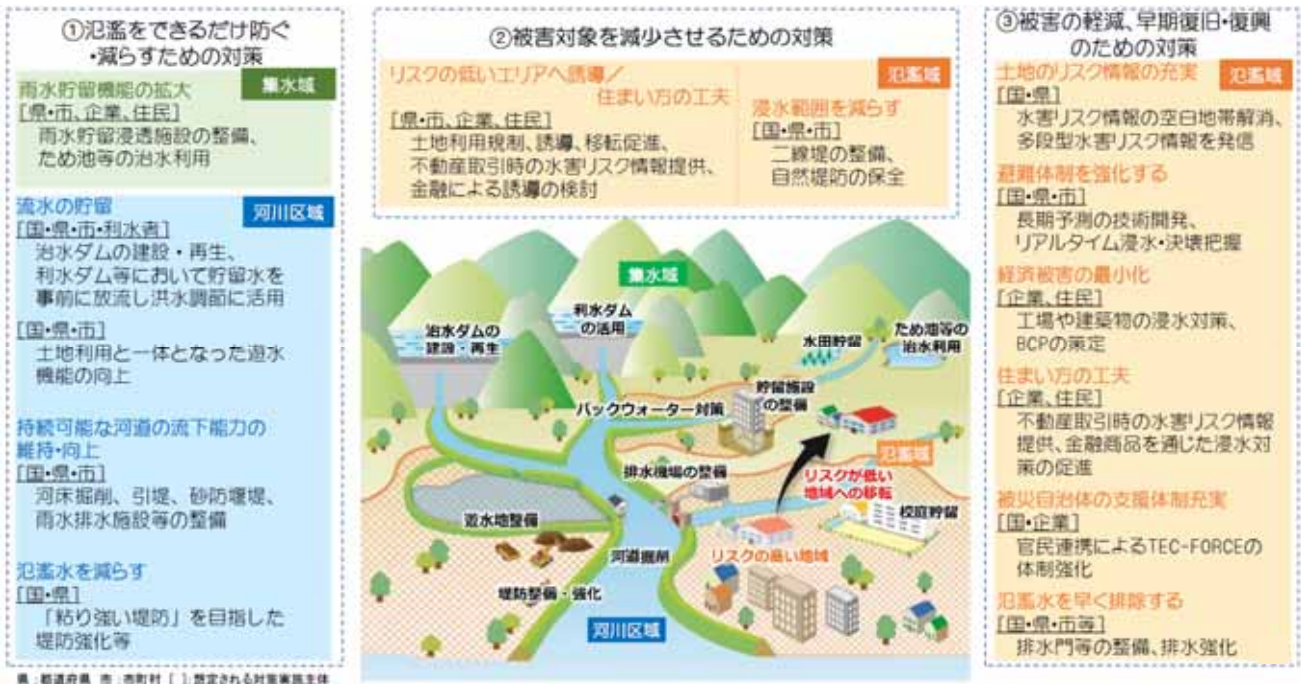 ①氾濫をできるだけ防ぐ
・減らすための対策
集水域
雨水貯留機能の拡大
[県・市、企業、住民]
雨水貯留浸透施設の整備、
ため池等の治水利用
河川区域
流水の貯留
[国・県・市・利水者]
治水ダムの建設・再生、
利水ダム等において貯留水を
事前に放流し洪水調節に活用
[国・県・市]
土地利用と一体となった遊水
機能の向上
持続可能な河道の流下能力の
維持・向上
[国・県・市]
河床掘削、引堤、砂防堰堤、
雨水排水施設等の整備
氾濫水を減らす
[国・県]
「粘り強い堤防」を目指した
堤防強化等
県:都道府県 市:市町村 [ ]:想定される対策実施主体
②被害対象を減少させるための対策
リスクの低いエリアへ誘導/
住まい方の工夫
[県・市、企業、住民]
土地利用規制、誘導、移転促進、
不動産取引時の水害リスク情報提供、
金融による誘導の検討
氾濫域
浸水範囲を減らす
[国・県・市]
二線堤の整備、
自然堤防の保全
集水域
治水ダムの
建設・再生
利水ダム
の活用
水田貯留
ため池等の
治水利用
バックウォーター対策
貯留施設
の整備
氾濫域
排水機場の整備
リスクが低い
地域への移転
遊水地整備
校庭貯留
河道掘削
リスクの高い地域
堤防整備・強化
河川区域
③被害の軽減、早期復旧・復興
のための対策
氾濫域
土地のリスク情報の充実
[国・県]
水害リスク情報の空白地帯解消、
多段型水害リスク情報を発信
避難体制を強化する
[国・県・市]
長期予測の技術開発、
リアルタイム浸水・決壊把握
経済被害の最小化
[企業、住民]
工場や建築物の浸水対策、
BCPの策定
住まい方の工夫
[企業、住民]
不動産取引時の水害リスク情報
提供、金融商品を通じた浸水対
策の促進
被災自治体の支援体制充実
[国・企業]
官民連携によるTEC-FORCEの
体制強化
氾濫水を早く排除する
[国・県・市等]
排水門等の整備、排水強化